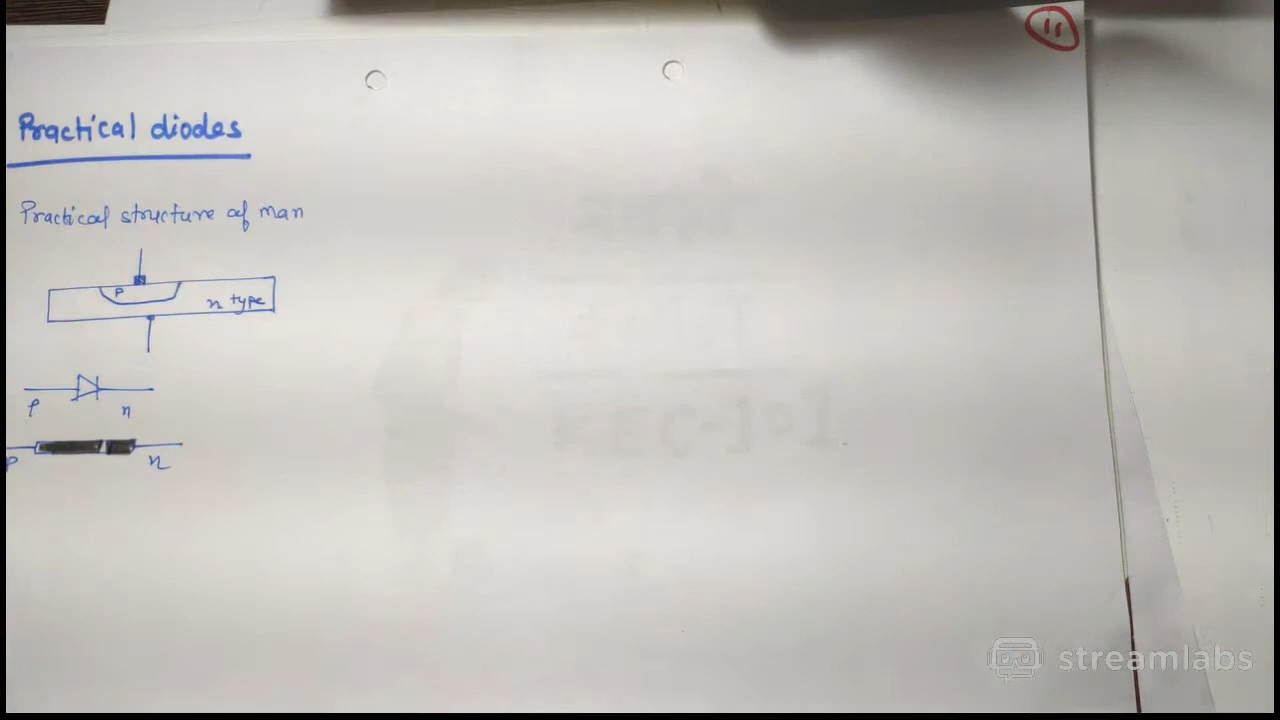 11
Practical diodes
Practical structure of man
P
n type
P n
P n
streamlabs